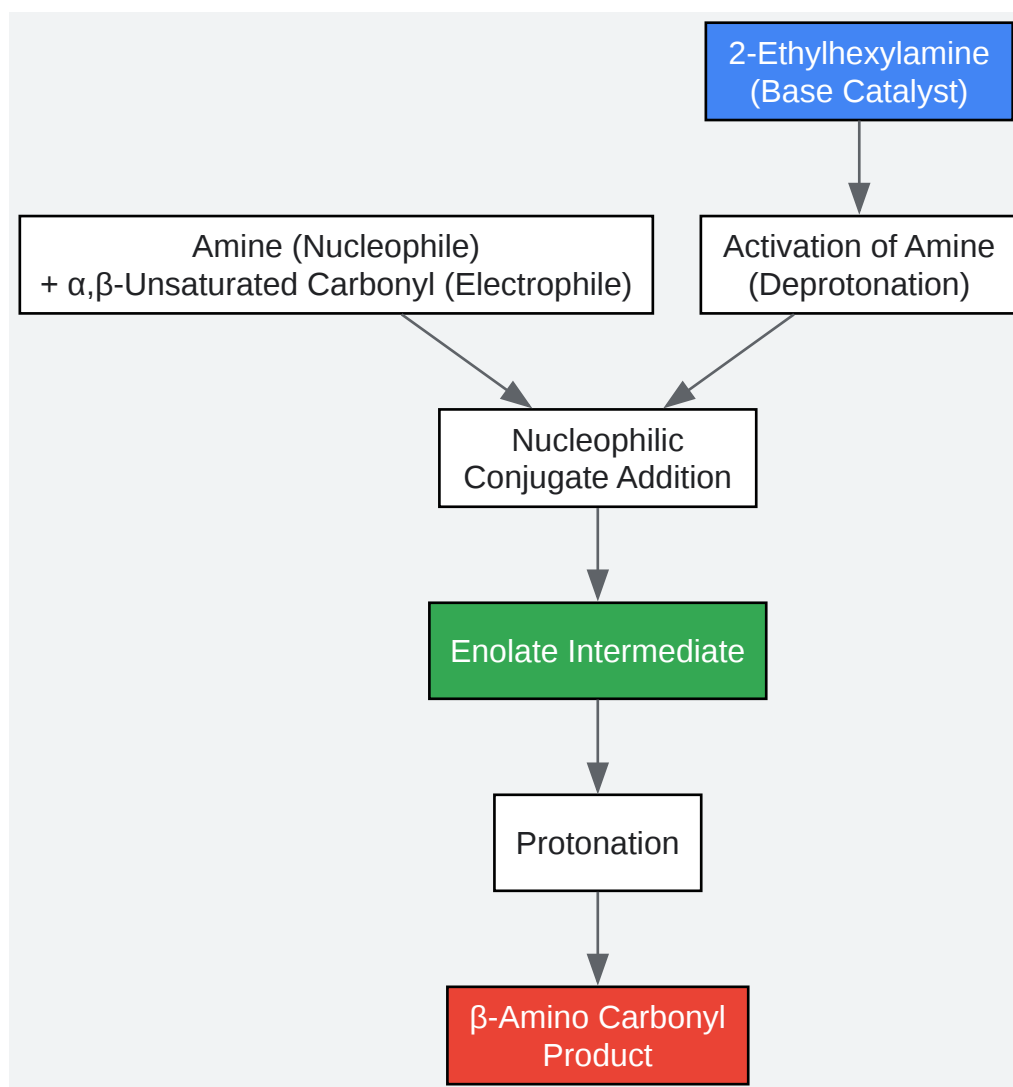 2-Ethylhexylamine
(Base Catalyst)
Amine (Nucleophile)
+ α,β-Unsaturated Carbonyl (Electrophile)
Activation of Amine
(Deprotonation)
Nucleophilic
Conjugate Addition
Enolate Intermediate
Protonation
β-Amino Carbonyl
Product